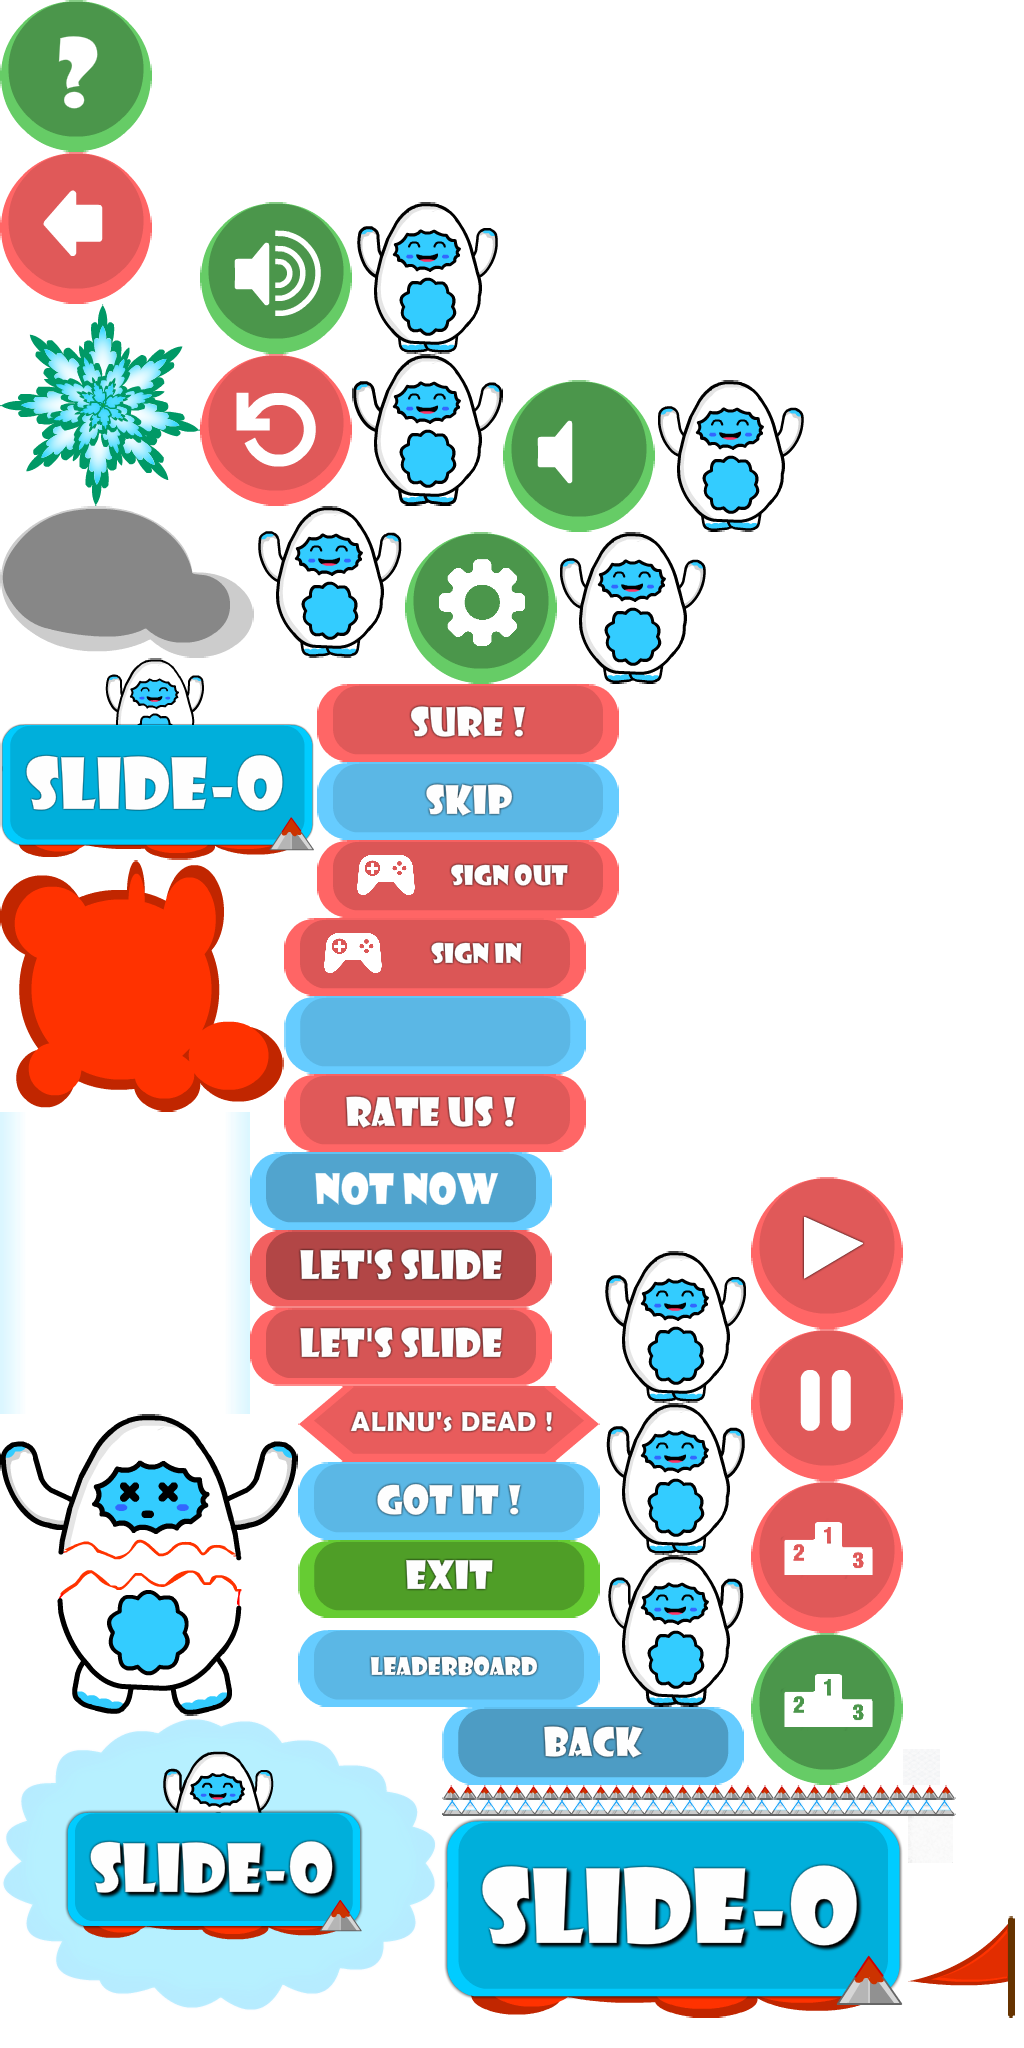 ?
SURE !
SLIDE-O
SKIP
SIGN OUT
SIGN IN
RATE US !
NOT NOW
LET'S SLIDE
LET'S SLIDE
ALINU's DEAD !
GOT IT !
2 1 3
EXIT
LEADERBOARD
2 1 3
BACK
SLIDE-O
SLIDE-O